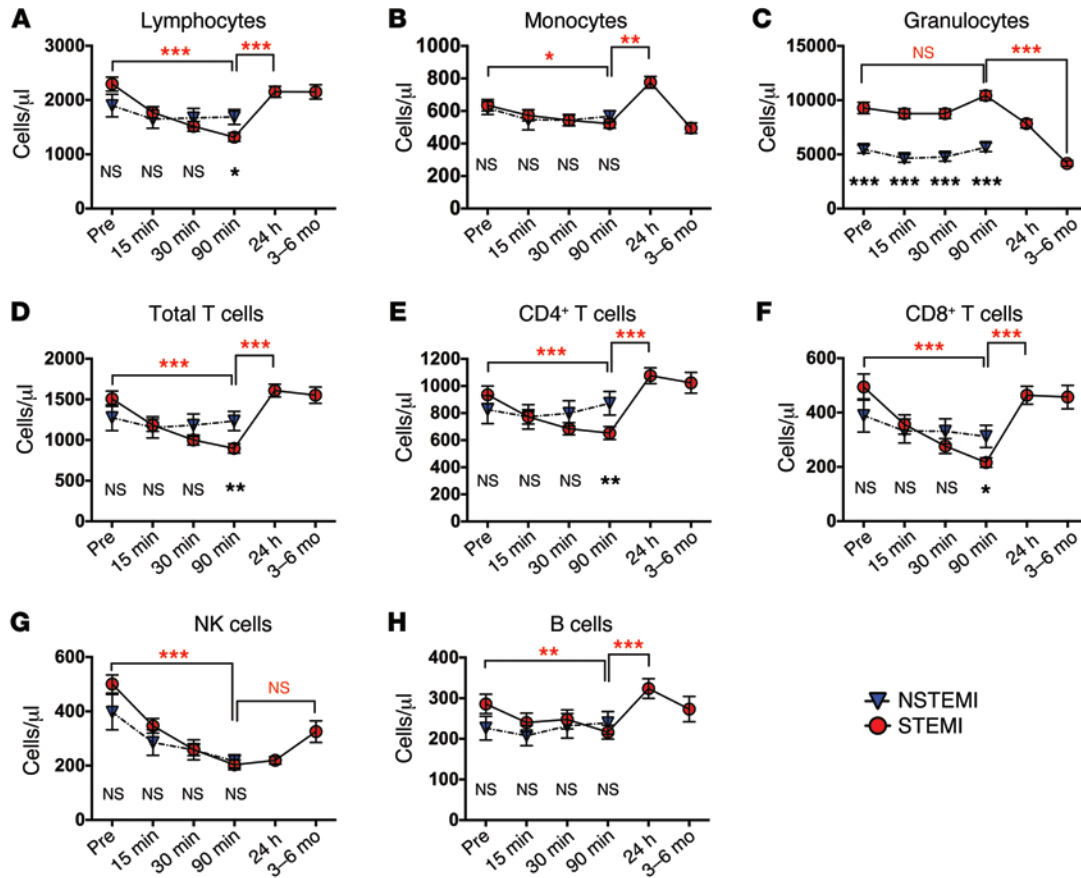 A Lymphocytes
Cells/µl
3000
2000
1000
0
***
***
NS NS NS *
Pre 15 min 30 min 90 min 24 h 3–6 mo
B Monocytes
Cells/µl
1000
800
600
400
200
0
*
**
NS NS NS NS
Pre 15 min 30 min 90 min 24 h 3–6 mo
C Granulocytes
Cells/µl
15000
10000
5000
0
NS
***
*** *** *** ***
Pre 15 min 30 min 90 min 24 h 3–6 mo
D Total T cells
Cells/µl
2000
1500
1000
500
0
***
***
NS NS NS **
Pre 15 min 30 min 90 min 24 h 3–6 mo
E CD4⁺ T cells
Cells/µl
1200
1000
800
600
400
200
0
***
***
NS NS NS **
Pre 15 min 30 min 90 min 24 h 3–6 mo
F CD8⁺ T cells
Cells/µl
600
400
200
0
***
***
NS NS NS *
Pre 15 min 30 min 90 min 24 h 3–6 mo
G NK cells
Cells/µl
600
400
200
0
***
NS
NS NS NS NS
Pre 15 min 30 min 90 min 24 h 3–6 mo
H B cells
Cells/µl
400
300
200
100
0
**
***
NS NS NS NS
Pre 15 min 30 min 90 min 24 h 3–6 mo
NSTEMI
STEMI